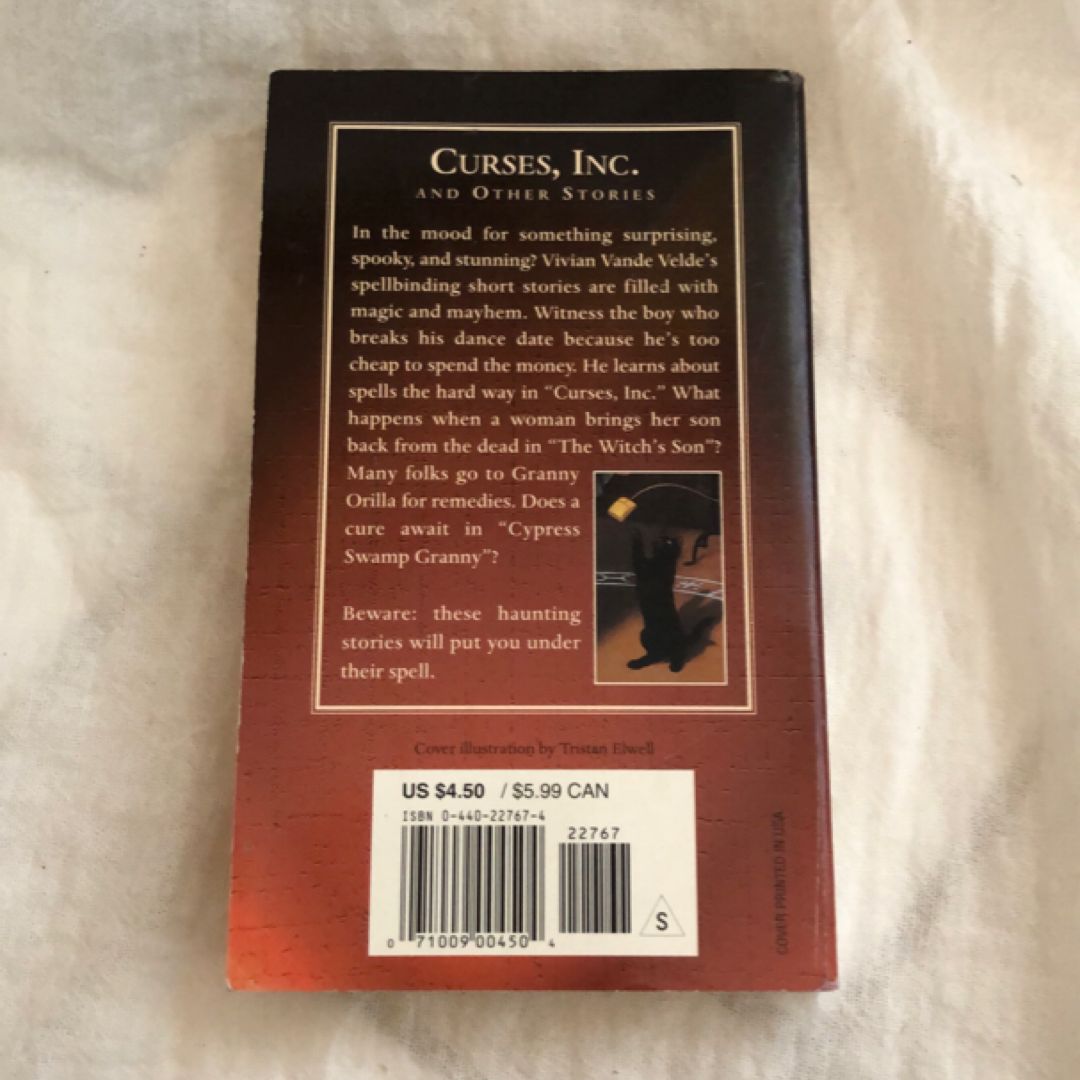 CURSES, INC.
AND OTHER STORIES
In the mood for something surprising,
spooky, and stunning? Vivian Vande Velde's
spellbinding short stories are filled with
magic and mayhem. Witness the boy who
breaks his dance date because he's too
cheap to spend the money. He learns about
spells the hard way in "Curses, Inc." What
happens when a woman brings her son
back from the dead in "The Witch's Son"?
Many folks go to Granny
Orilla for remedies. Does a
cure await in "Cypress
Swamp Granny"?
Beware: these haunting
stories will put you under
their spell.
Cover illustration by Tristan Elwell
US $4.50 / $5.99 CAN
ISBN 0-440-22767-4
22767
0 71009 00450 4
S
COVER PRINTED IN USA